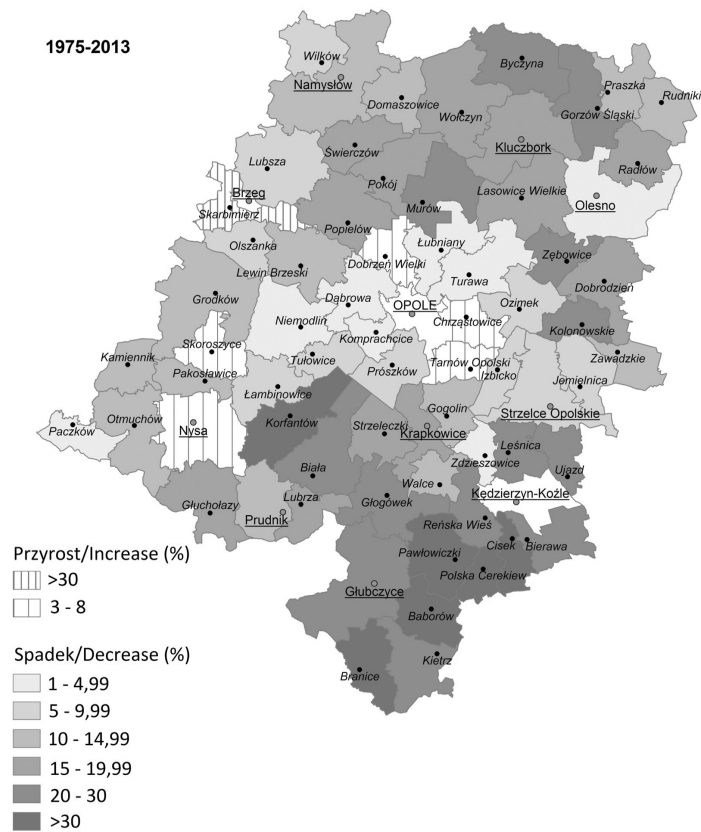 1975-2013
Wilków
Namysłów
Byczyna
Domaszowice
Praszka
Rudniki
Wołczyn
Gorzów Śląski
Kluczbork
Świerczów
Lubsza
Radłów
Pokój
Lasowice Wielkie
Brzeg
Olesno
Skarbimierz
Murów
Popielów
Olszanka
Łubniany
Dobrzeń Wielki
Zębowice
Lewin Brzeski
Turawa
Dobrodzień
Grodków
Dąbrowa
OPOLE
Ozimek
Niemodlin
Chrząstowice
Kolonowskie
Skoroszyce
Komprachcice
Kamiennik
Tułowice
Tarnów Opolski
Zawadzkie
Pakosławice
Prószków
Izbicko
Jemielnica
Łambinowice
Paczków
Otmuchów
Nysa
Korfantów
Strzeleczki
Gogolin
Krapkowice
Strzelce Opolskie
Leśnica
Zdzieszowice
Biała
Walce
Ujazd
Głuchołazy
Lubrza
Głogówek
Kędzierzyn-Koźle
Prudnik
Reńska Wieś
Cisek
Bierawa
Pawłowiczki
Polska Cerekiew
Głubczyce
Baborów
Kietrz
Branice
Przyrost/Increase (%)
>30
3 - 8
Spadek/Decrease (%)
1 - 4,99
5 - 9,99
10 - 14,99
15 - 19,99
20 - 30
>30